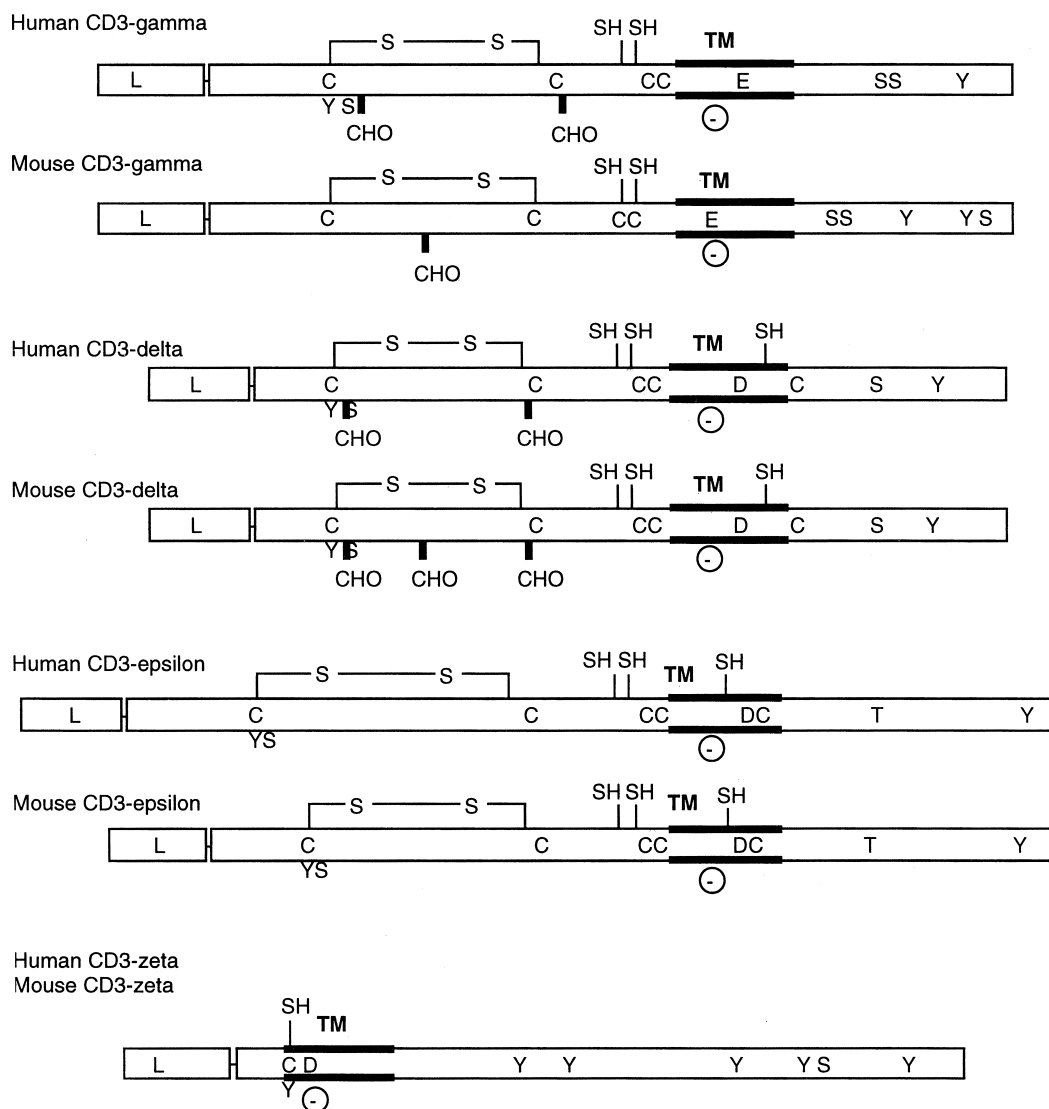 Human CD3-gamma
S S SH SH TM
L C C CC E SS Y
Y S -
CHO CHO
Mouse CD3-gamma
S S SH SH TM
L C C CC E SS Y Y S
-
CHO
Human CD3-delta
S S SH SH TM SH
L C C CC D C S Y
Y S -
CHO CHO
Mouse CD3-delta
S S SH SH TM SH
L C C CC D C S Y
Y S -
CHO CHO CHO
Human CD3-epsilon
S S SH SH TM SH
L C C CC DC T Y
YS -
Mouse CD3-epsilon
S S SH SH TM SH
L C C CC DC T Y
YS -
Human CD3-zeta
Mouse CD3-zeta
SH TM
L C D Y Y Y Y S Y
Y -